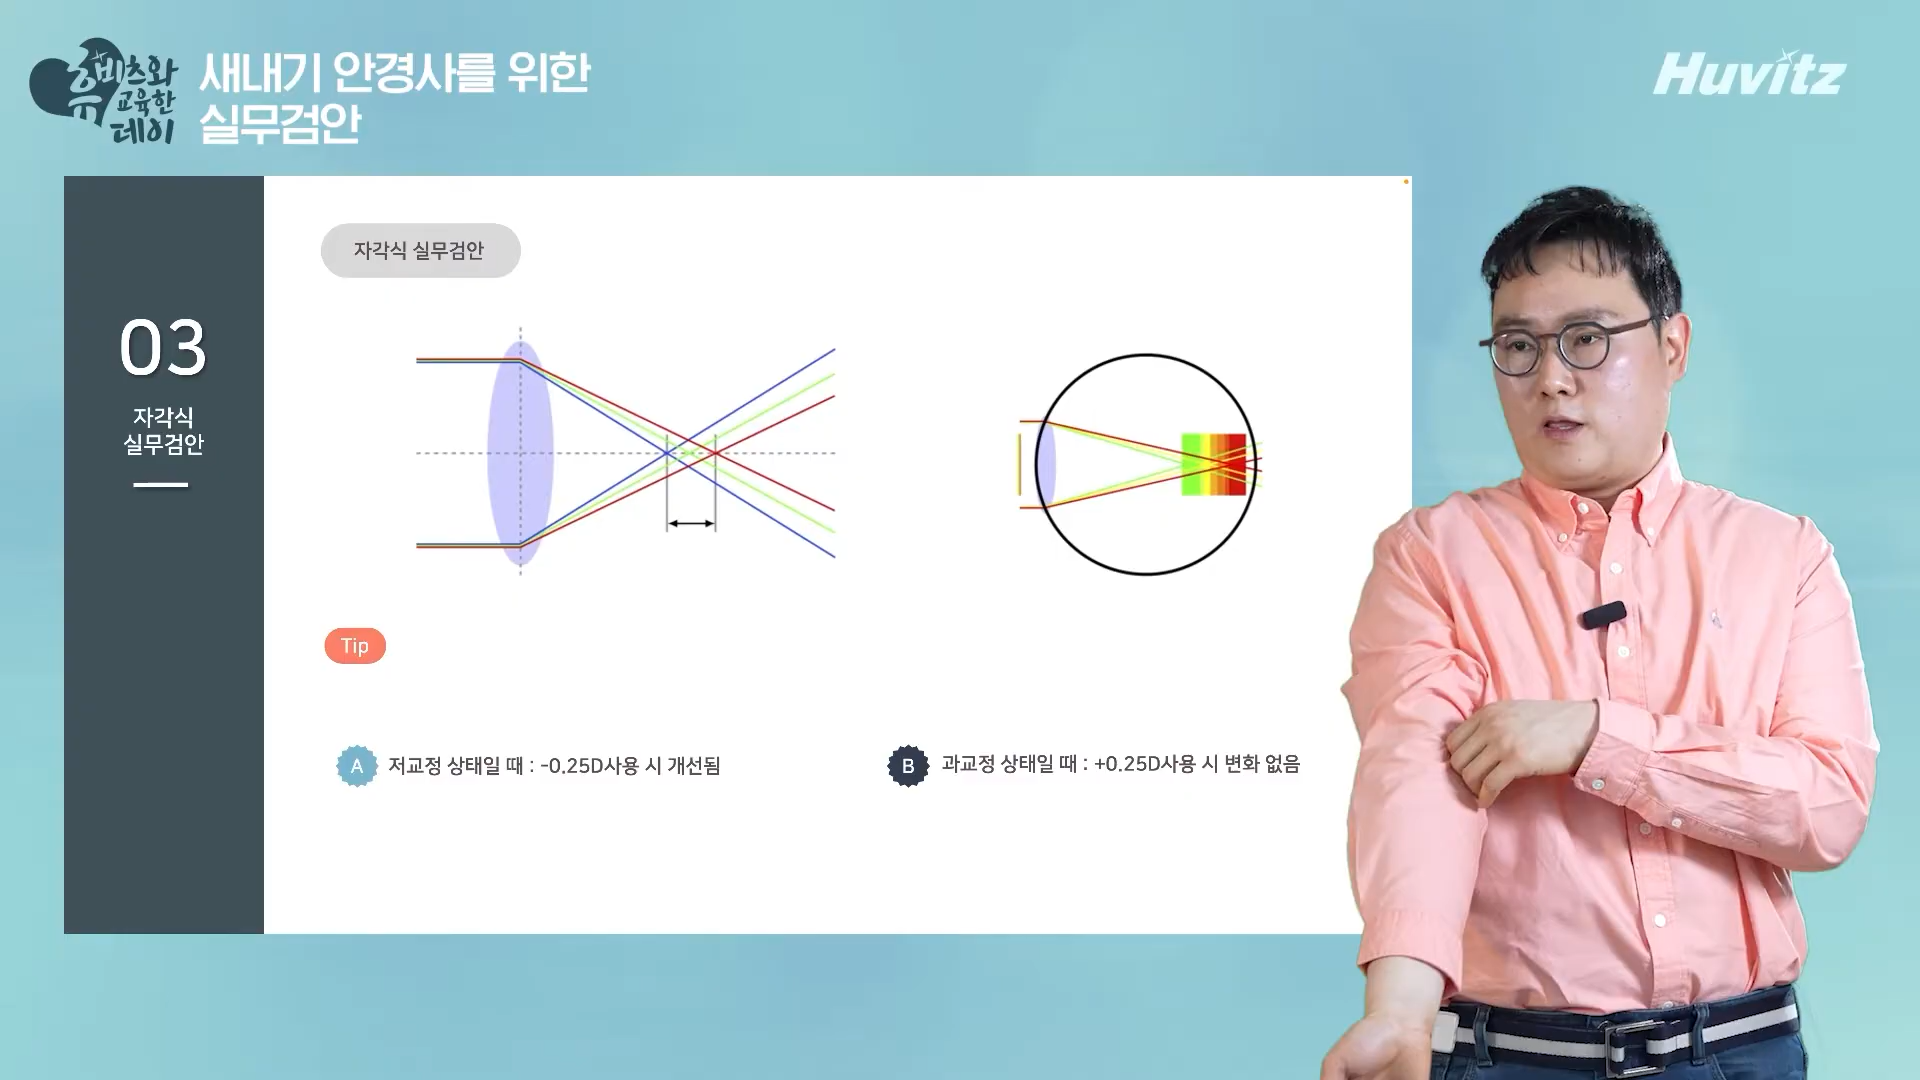 휴비츠와
교육한
데이
새내기 안경사를 위한
실무검안
Huvitz
03
자각식
실무검안
자각식 실무검안
Tip
A 저교정 상태일 때 : -0.25D사용 시 개선됨
B 과교정 상태일 때 : +0.25D사용 시 변화 없음